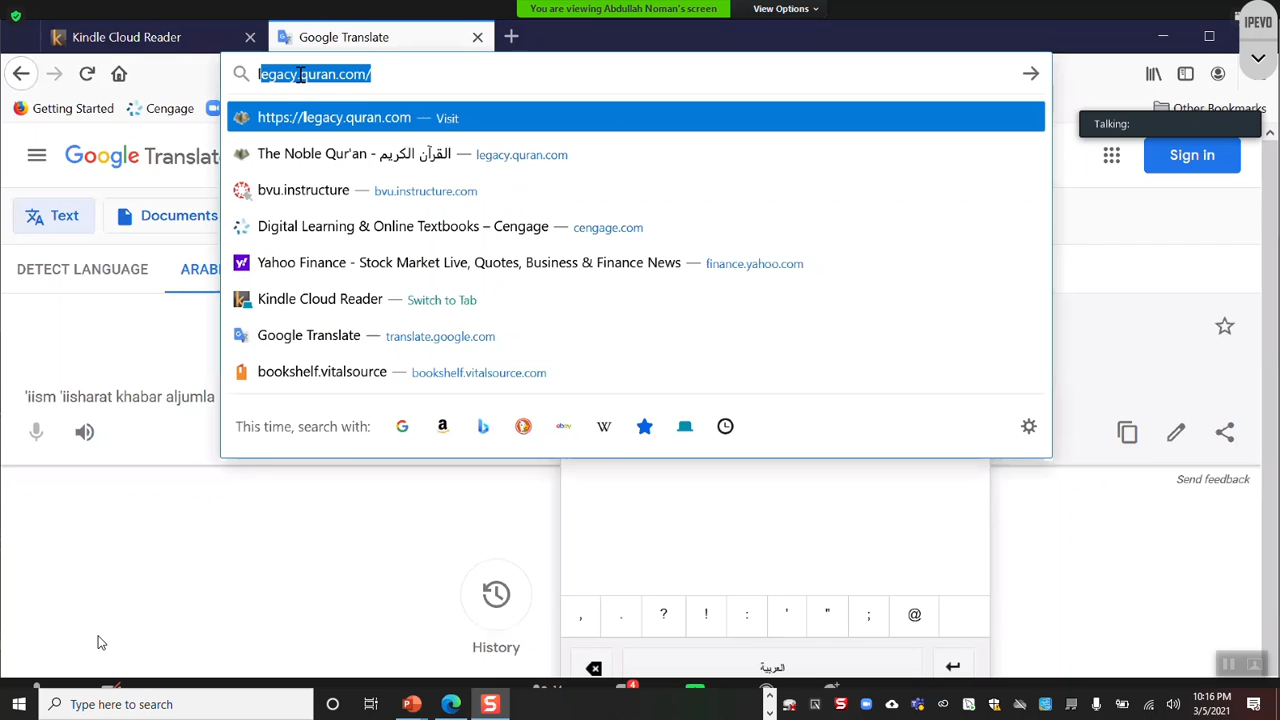 You are viewing Abdullah Noman's screen
View Options
IPEVO
Kindle Cloud Reader
Google Translate
legacy.quran.com/
Getting Started
Cengage
Other Bookmarks
https://legacy.quran.com — Visit
Talking:
The Noble Qur'an - القرآن الكريم — legacy.quran.com
Google Translat
Sign in
bvu.instructure — bvu.instructure.com
Text
Documents
Digital Learning & Online Textbooks – Cengage — cengage.com
DETECT LANGUAGE
ARABI
Yahoo Finance - Stock Market Live, Quotes, Business & Finance News — finance.yahoo.com
Kindle Cloud Reader — Switch to Tab
Google Translate — translate.google.com
bookshelf.vitalsource — bookshelf.vitalsource.com
'iism 'iisharat khabar aljumla
This time, search with:
G
a
ebay
W
Send feedback
, . ? ! : ' " ; @
History
العربية
4
Type here to search
10:16 PM
3/5/2021